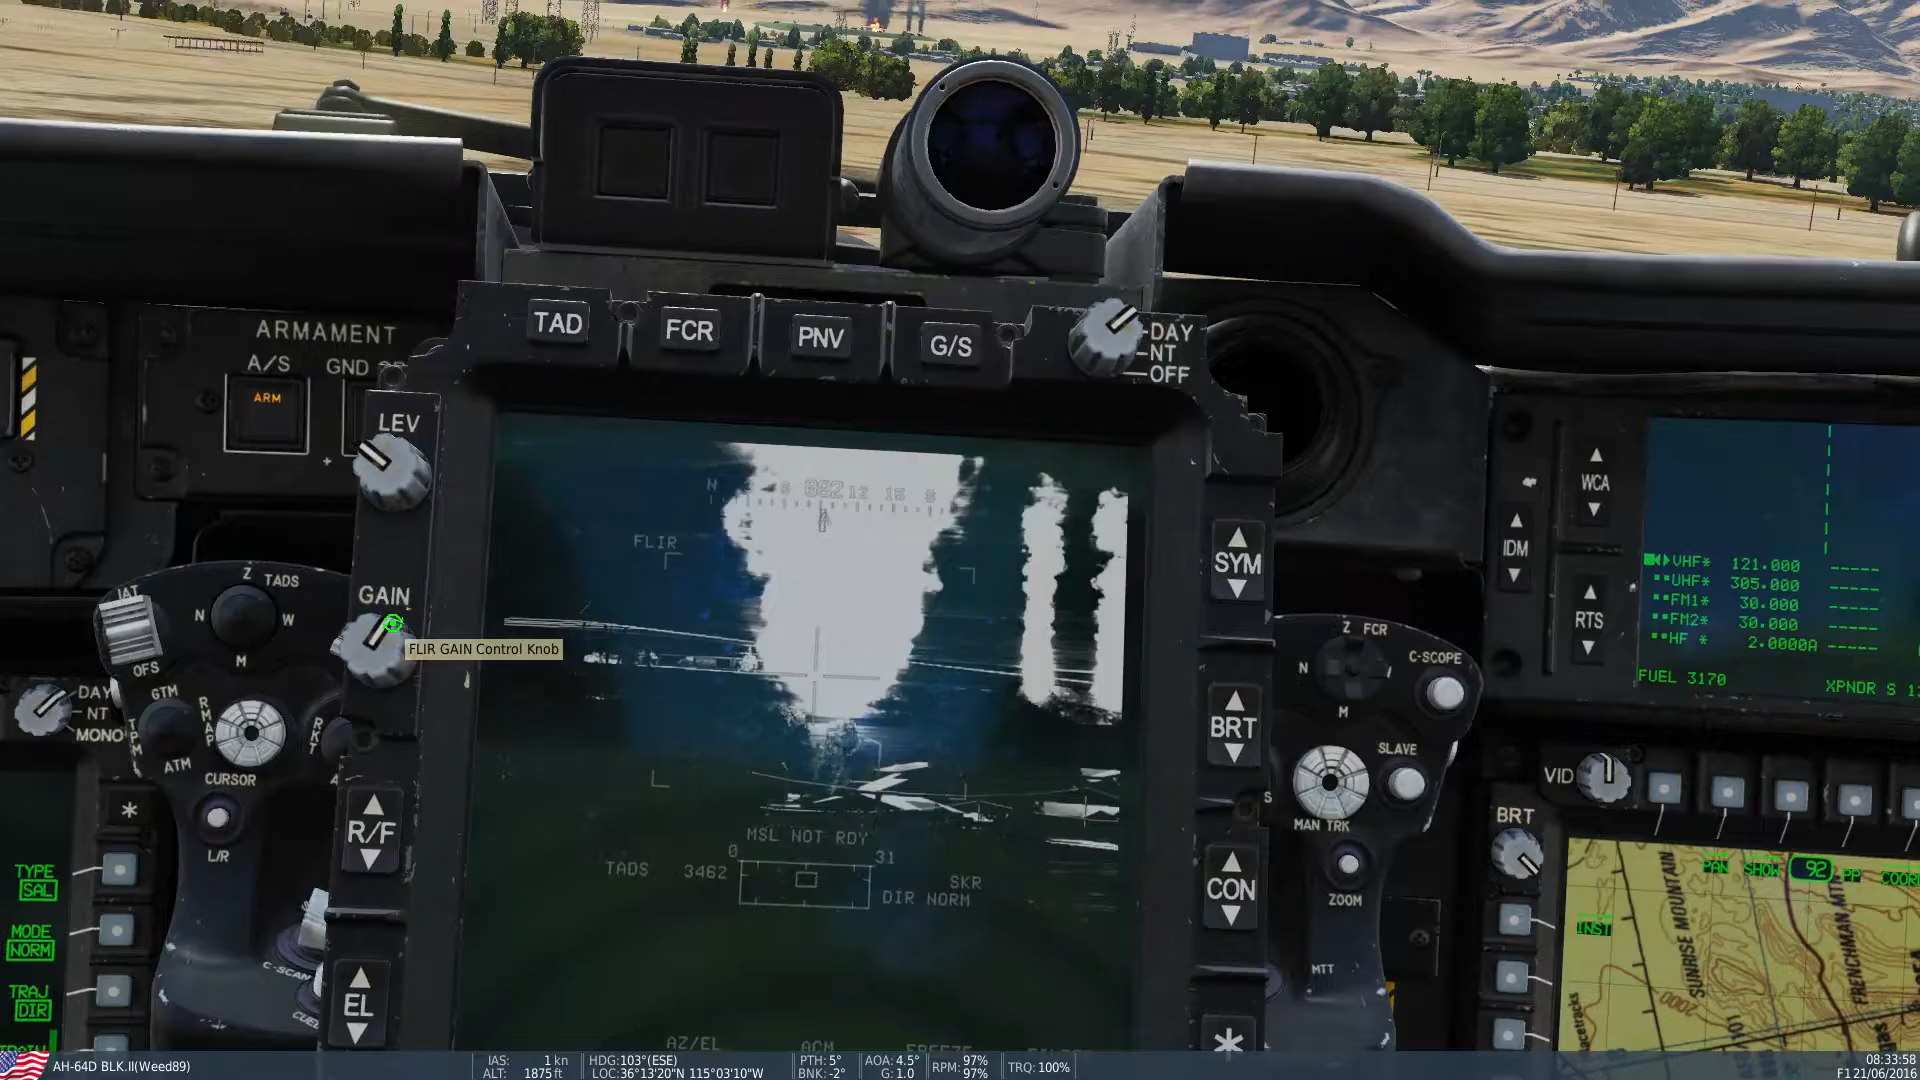 TAD
FCR
PNV
G/S
DAY
NT
OFF
ARMAMENT
A/S
GND
ARM
LEV
GAIN
FLIR GAIN Control Knob
N
12
15
FLIR
MSL NOT RDY
0
31
TADS
3462
SKR
DIR NORM
AZ/EL
ACM
SYM
BRT
CON
*
R/F
EL
IAT
OFS
Z
TADS
N
W
M
GTM
RMAP
ATM
CURSOR
L/R
C-SCAN
DAY
NT
MONO
*
TYPE
SAL
MODE
NORM
TRAJ
DIR
Z
FCR
N
M
C-SCOPE
SLAVE
MAN TRK
ZOOM
MTT
WCA
IDM
RTS
VHF* 121.000 -----
UHF* 305.000 -----
FM1* 30.000 -----
FM2* 30.000 -----
HF * 2.0000A -----
FUEL 3170
XPNDR S
VID
BRT
PAN
SHOW
92
PP
INST
SUNRISE MOUNTAIN
FRENCHMAN MTN
2000
AH-64D BLK.II(Weed89)
IAS: 1 kn
ALT: 1875 ft
HDG:103°(ESE)
LOC:36°13'20"N 115°03'10"W
PTH: 5°
BNK: -2°
AOA: 4.5°
G: 1.0
RPM: 97%
97%
TRQ: 100%
08:33:58
F1 21/06/2016